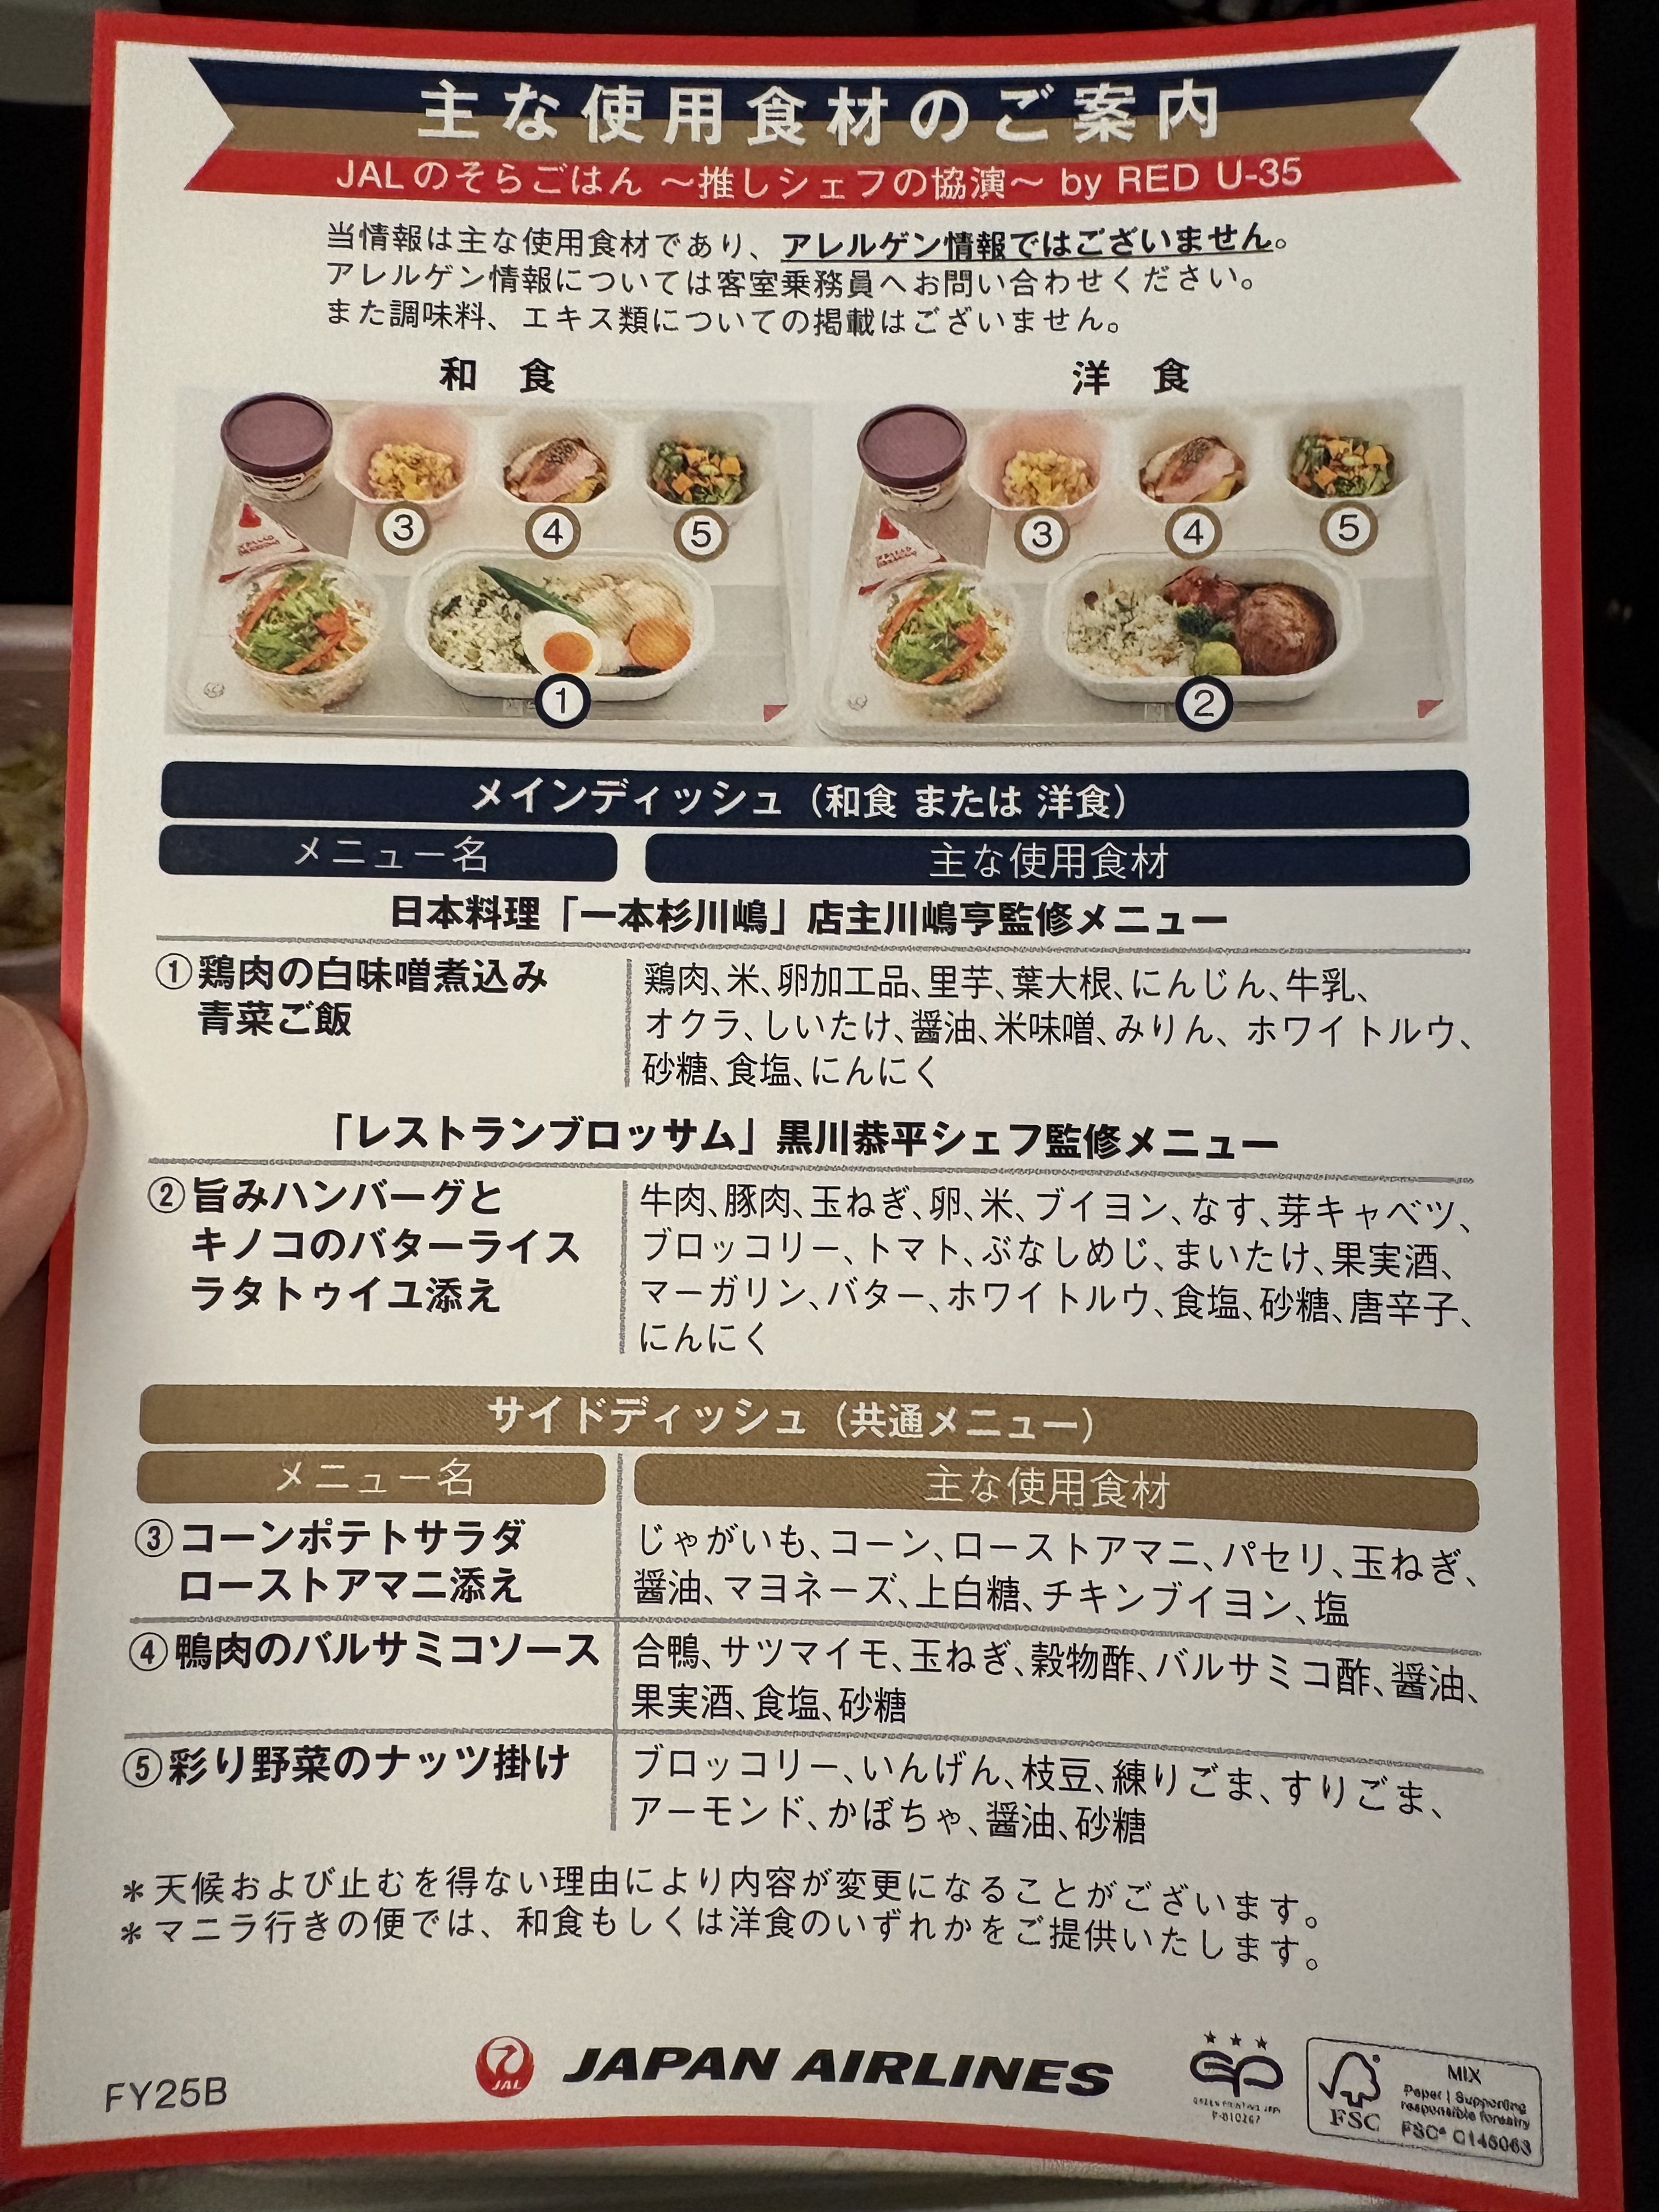 主な使用食材のご案内
JALのそらごはん ～推しシェフの協演～ by RED U-35
当情報は主な使用食材であり、アレルゲン情報ではございません。
アレルゲン情報については客室乗務員へお問い合わせください。
また調味料、エキス類についての掲載はございません。
和 食
洋 食
③ ④ ⑤
③ ④ ⑤
①
②
メインディッシュ（和食 または 洋食）
メニュー名
主な使用食材
日本料理「一本杉川嶋」店主川嶋亨監修メニュー
①鶏肉の白味噌煮込み
青菜ご飯
鶏肉、米、卵加工品、里芋、葉大根、にんじん、牛乳、
オクラ、しいたけ、醤油、米味噌、みりん、ホワイトルウ、
砂糖、食塩、にんにく
「レストランブロッサム」黒川恭平シェフ監修メニュー
②旨みハンバーグと
キノコのバターライス
ラタトゥイユ添え
牛肉、豚肉、玉ねぎ、卵、米、ブイヨン、なす、芽キャベツ、
ブロッコリー、トマト、ぶなしめじ、まいたけ、果実酒、
マーガリン、バター、ホワイトルウ、食塩、砂糖、唐辛子、
にんにく
サイドディッシュ（共通メニュー）
メニュー名
主な使用食材
③コーンポテトサラダ
ローストアマニ添え
じゃがいも、コーン、ローストアマニ、パセリ、玉ねぎ、
醤油、マヨネーズ、上白糖、チキンブイヨン、塩
④鴨肉のバルサミコソース
合鴨、サツマイモ、玉ねぎ、穀物酢、バルサミコ酢、醤油、
果実酒、食塩、砂糖
⑤彩り野菜のナッツ掛け
ブロッコリー、いんげん、枝豆、練りごま、すりごま、
アーモンド、かぼちゃ、醤油、砂糖
＊天候および止むを得ない理由により内容が変更になることがございます。
＊マニラ行きの便では、和食もしくは洋食のいずれかをご提供いたします。
FY25B
JAL
JAPAN AIRLINES
GP
P-B10267
FSC
MIX
Paper | Supporting
responsible forestry
FSC® C145063